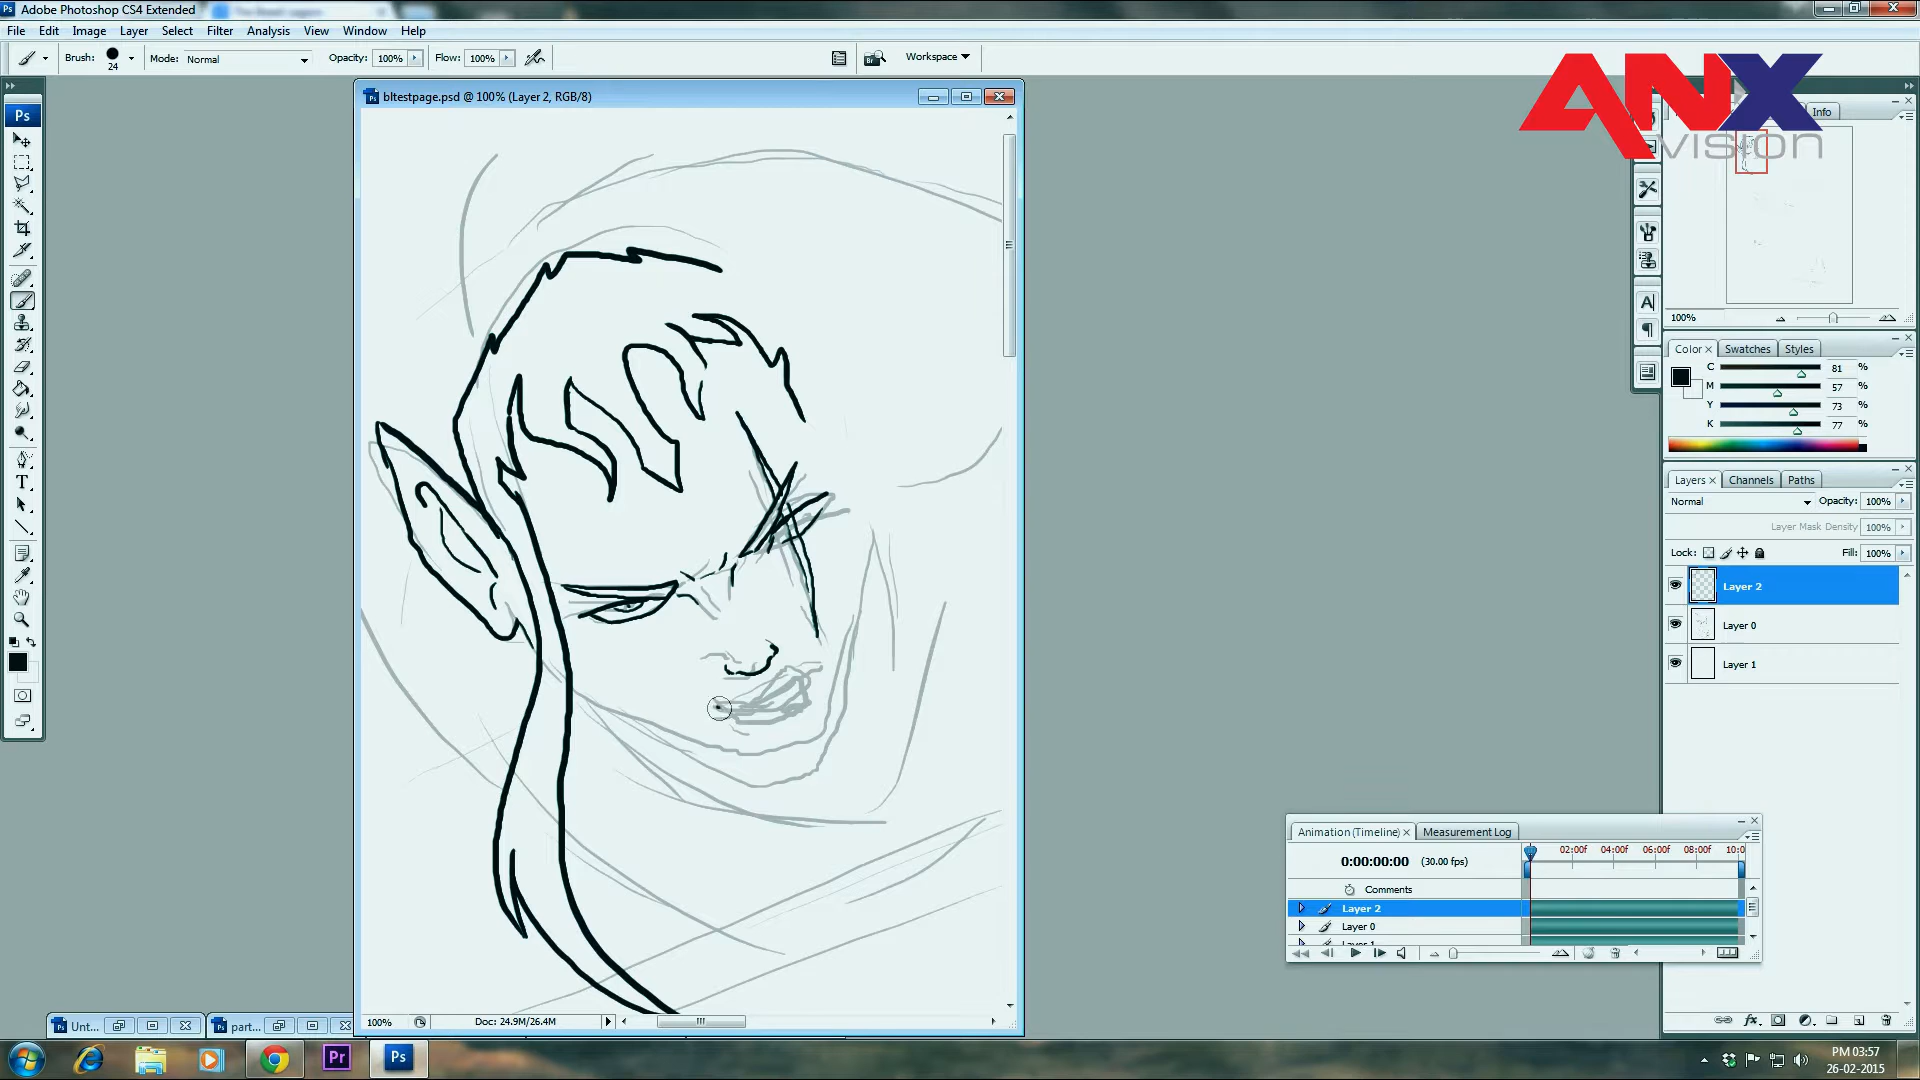 Adobe Photoshop CS4 Extended
File Edit Image Layer Select Filter Analysis View Window Help
Brush: 24 Mode: Normal Opacity: 100% Flow: 100% Workspace
ANX
vision
bltestpage.psd @ 100% (Layer 2, RGB/8)
Info
100%
Color Swatches Styles
C 81 %
M 57 %
Y 73 %
K 77 %
Layers Channels Paths
Normal Opacity: 100%
Layer Mask Density: 100%
Lock: Fill: 100%
Layer 2
Layer 0
Layer 1
Animation (Timeline) Measurement Log
0:00:00:00 (30.00 fps) 02:00f 04:00f 06:00f 08:00f 10:0
Comments
Layer 2
Layer 0
Layer 1
100% Doc: 24.9M/26.4M
Unt... part...
PM 03:57
26-02-2015